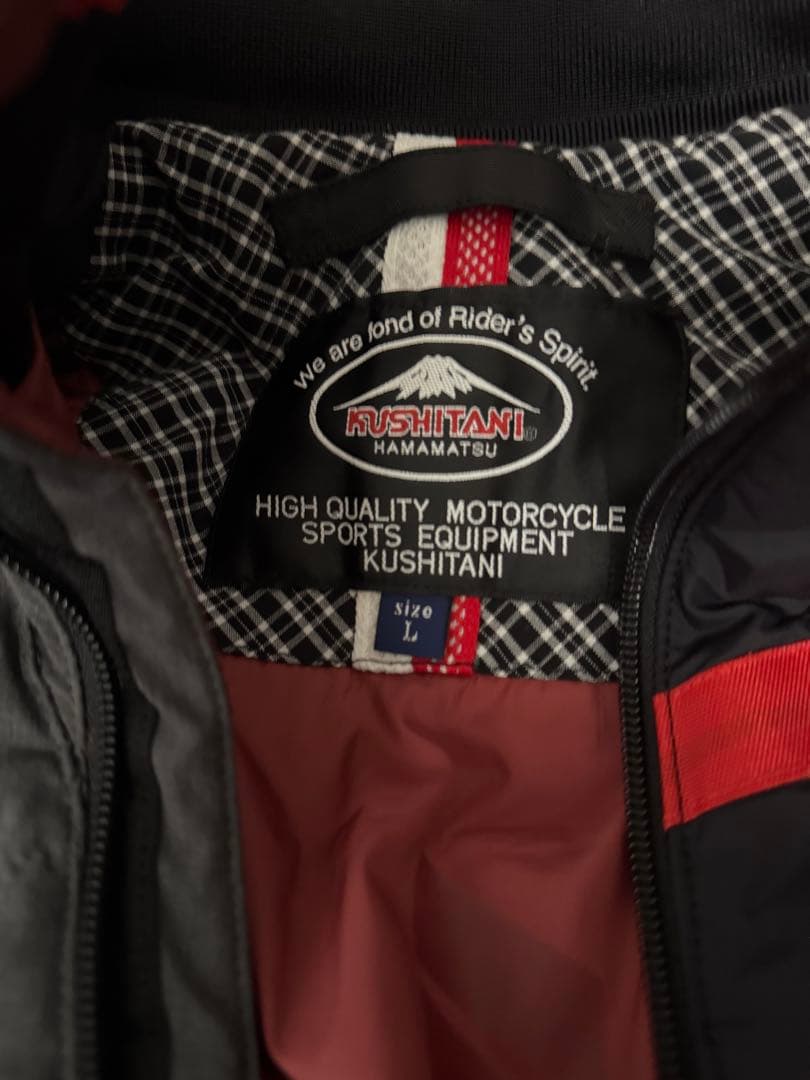 We are fond of Rider's Spirit.
KUSHITANI®
HAMAMATSU
HIGH QUALITY MOTORCYCLE
SPORTS EQUIPMENT
KUSHITANI
size
L